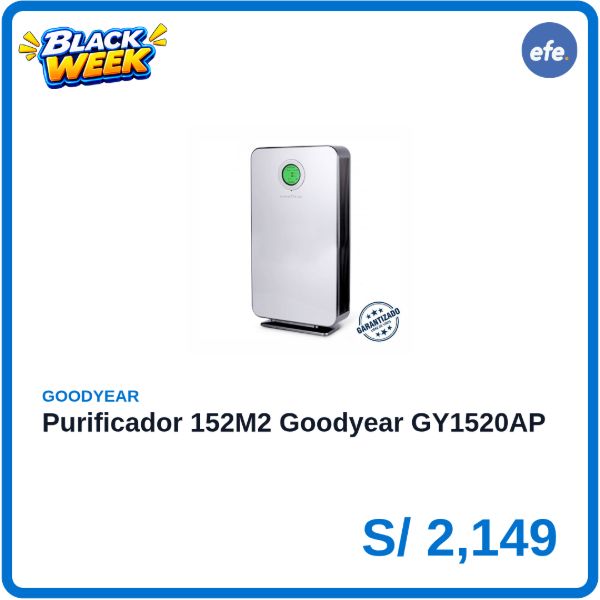 BLACK
WEEK
efe.
GARANTIZADO
GOODYEAR
Purificador 152M2 Goodyear GY1520AP
S/ 2,149